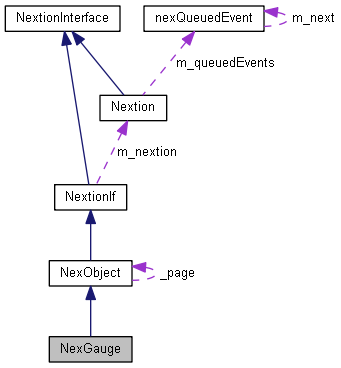 NextionInterface
nexQueuedEvent
m_next
m_queuedEvents
Nextion
m_nextion
NextionIf
NexObject
_page
NexGauge